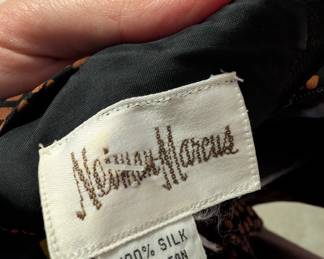 Neiman Marcus
100% SILK